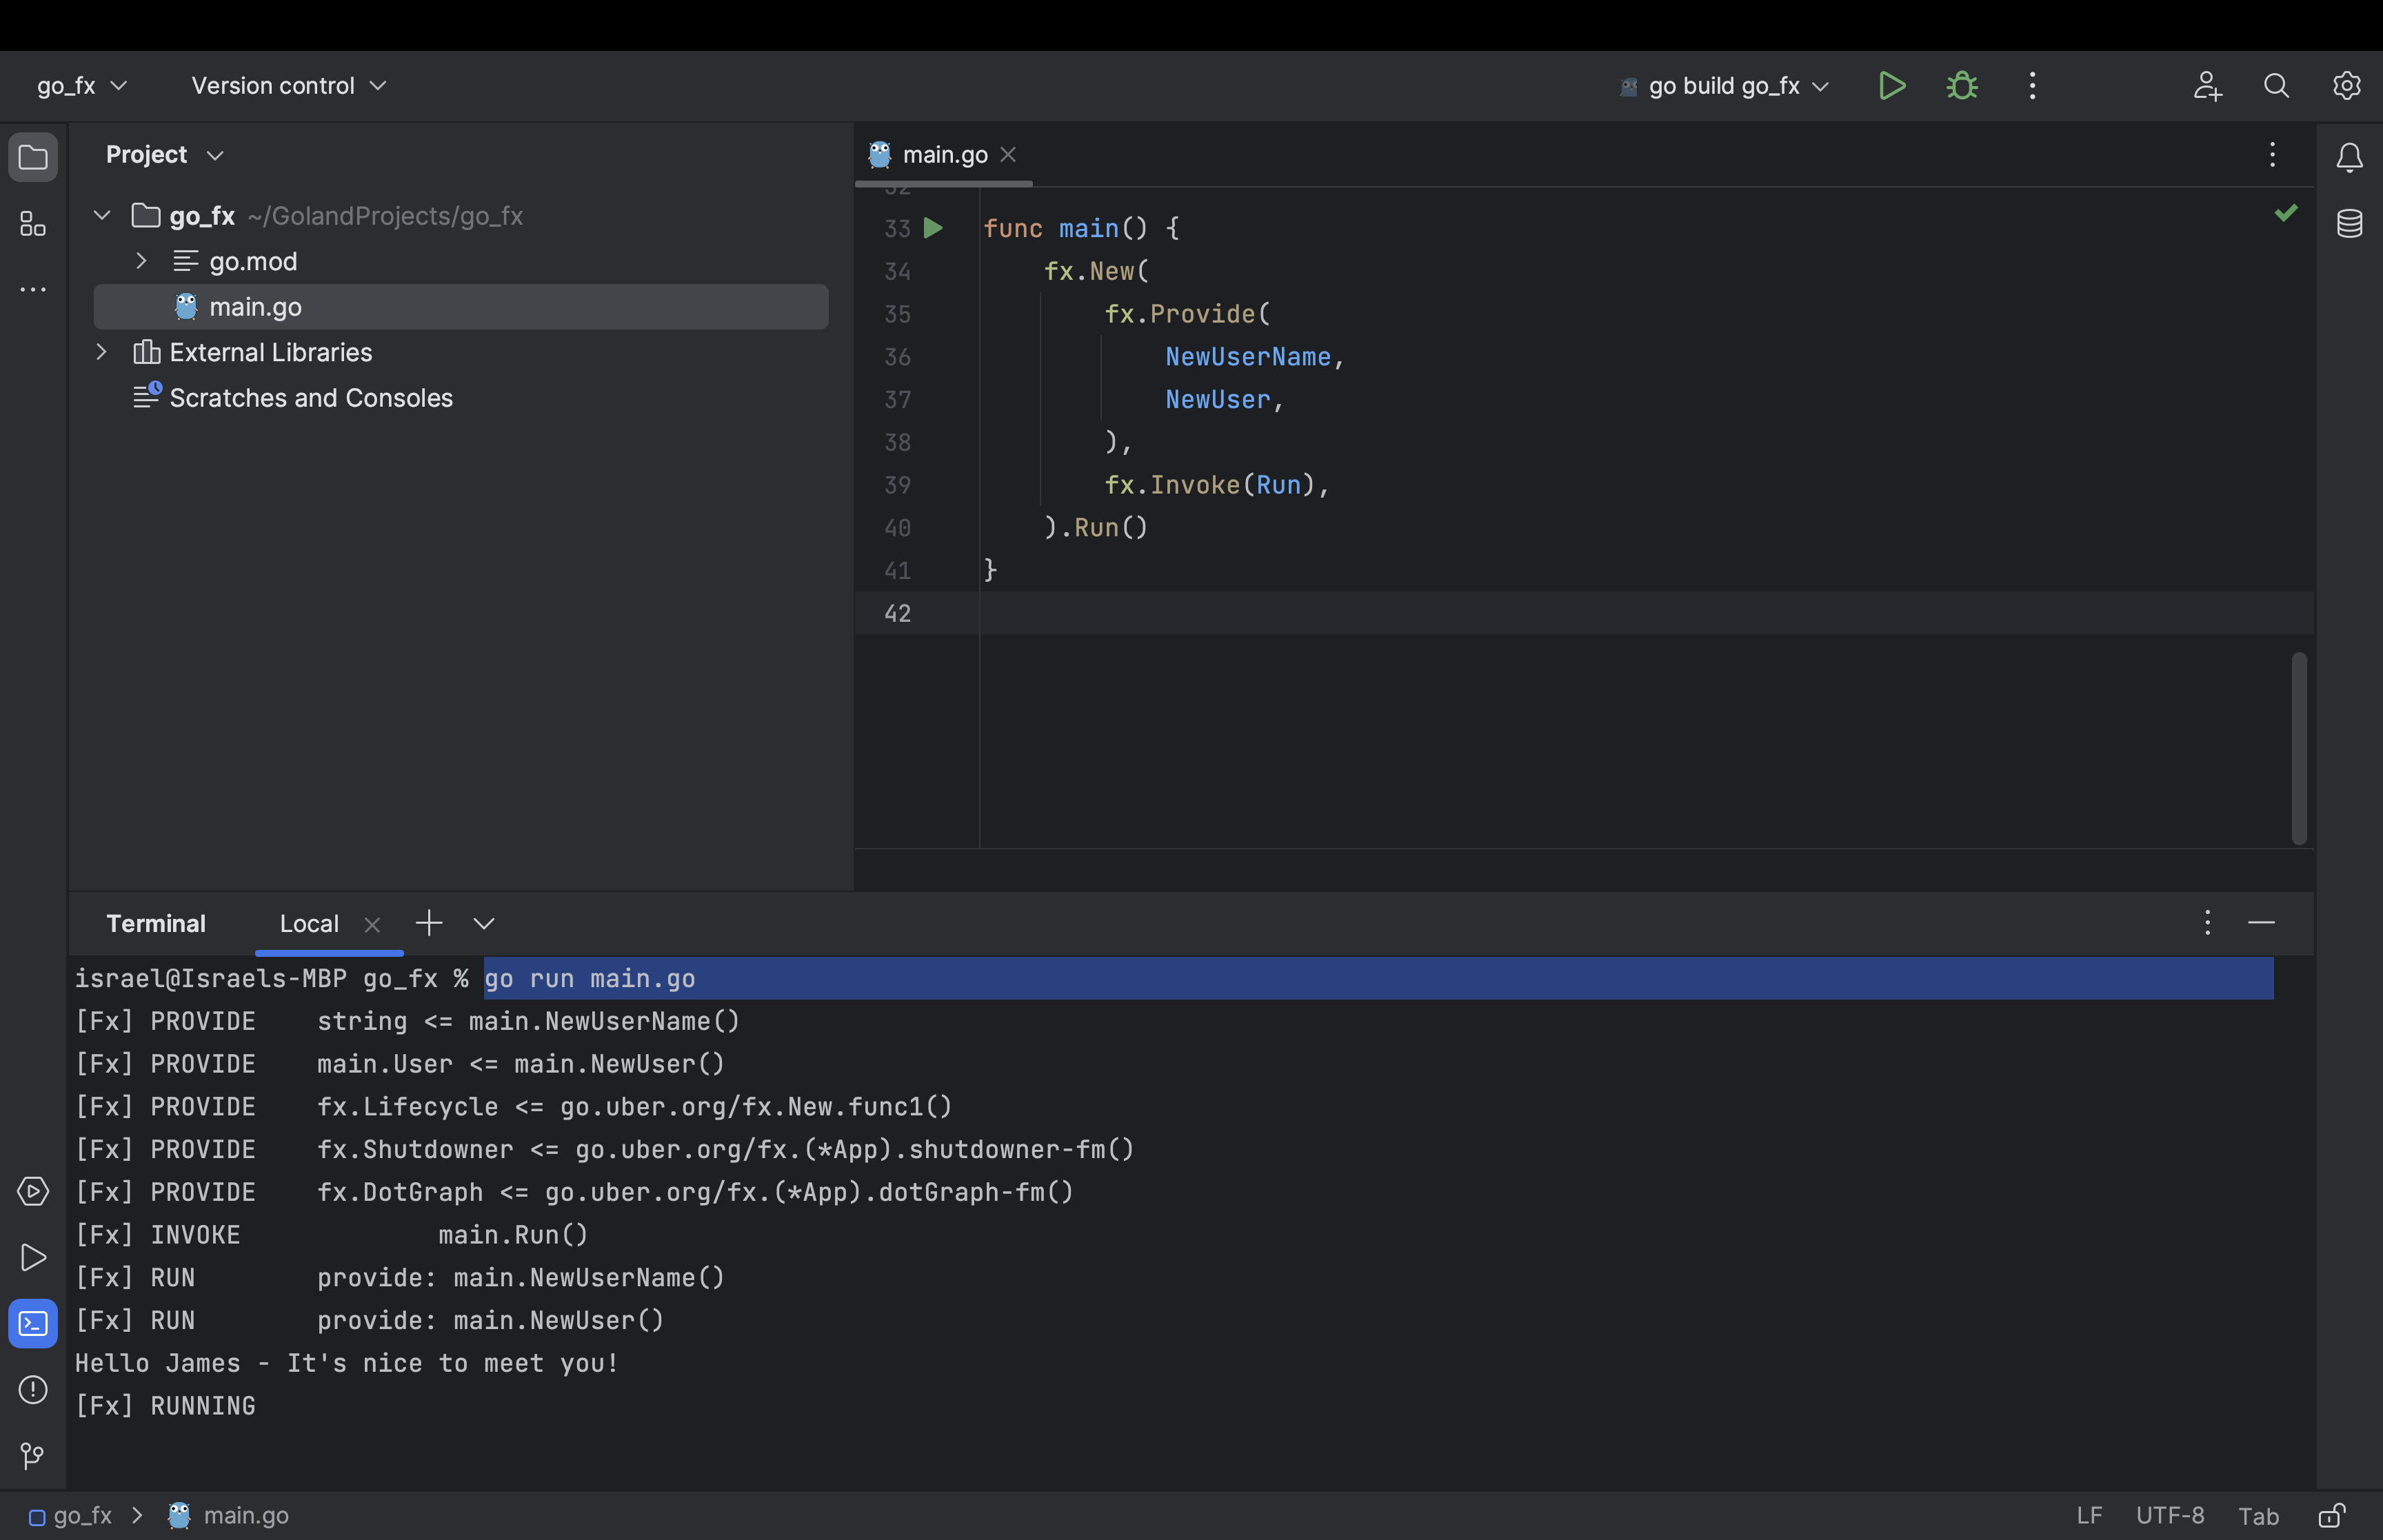 go_fx
Version control
go build go_fx
Project
main.go
go_fx ~/GolandProjects/go_fx
go.mod
main.go
External Libraries
Scratches and Consoles
32
33 func main() {
34 fx.New(
35 fx.Provide(
36 NewUserName,
37 NewUser,
38 ),
39 fx.Invoke(Run),
40 ).Run()
41 }
42
Terminal Local
israel@Israels-MBP go_fx % go run main.go
[Fx] PROVIDE string <= main.NewUserName()
[Fx] PROVIDE main.User <= main.NewUser()
[Fx] PROVIDE fx.Lifecycle <= go.uber.org/fx.New.func1()
[Fx] PROVIDE fx.Shutdowner <= go.uber.org/fx.(*App).shutdowner-fm()
[Fx] PROVIDE fx.DotGraph <= go.uber.org/fx.(*App).dotGraph-fm()
[Fx] INVOKE main.Run()
[Fx] RUN provide: main.NewUserName()
[Fx] RUN provide: main.NewUser()
Hello James - It's nice to meet you!
[Fx] RUNNING
go_fx > main.go
LF UTF-8 Tab